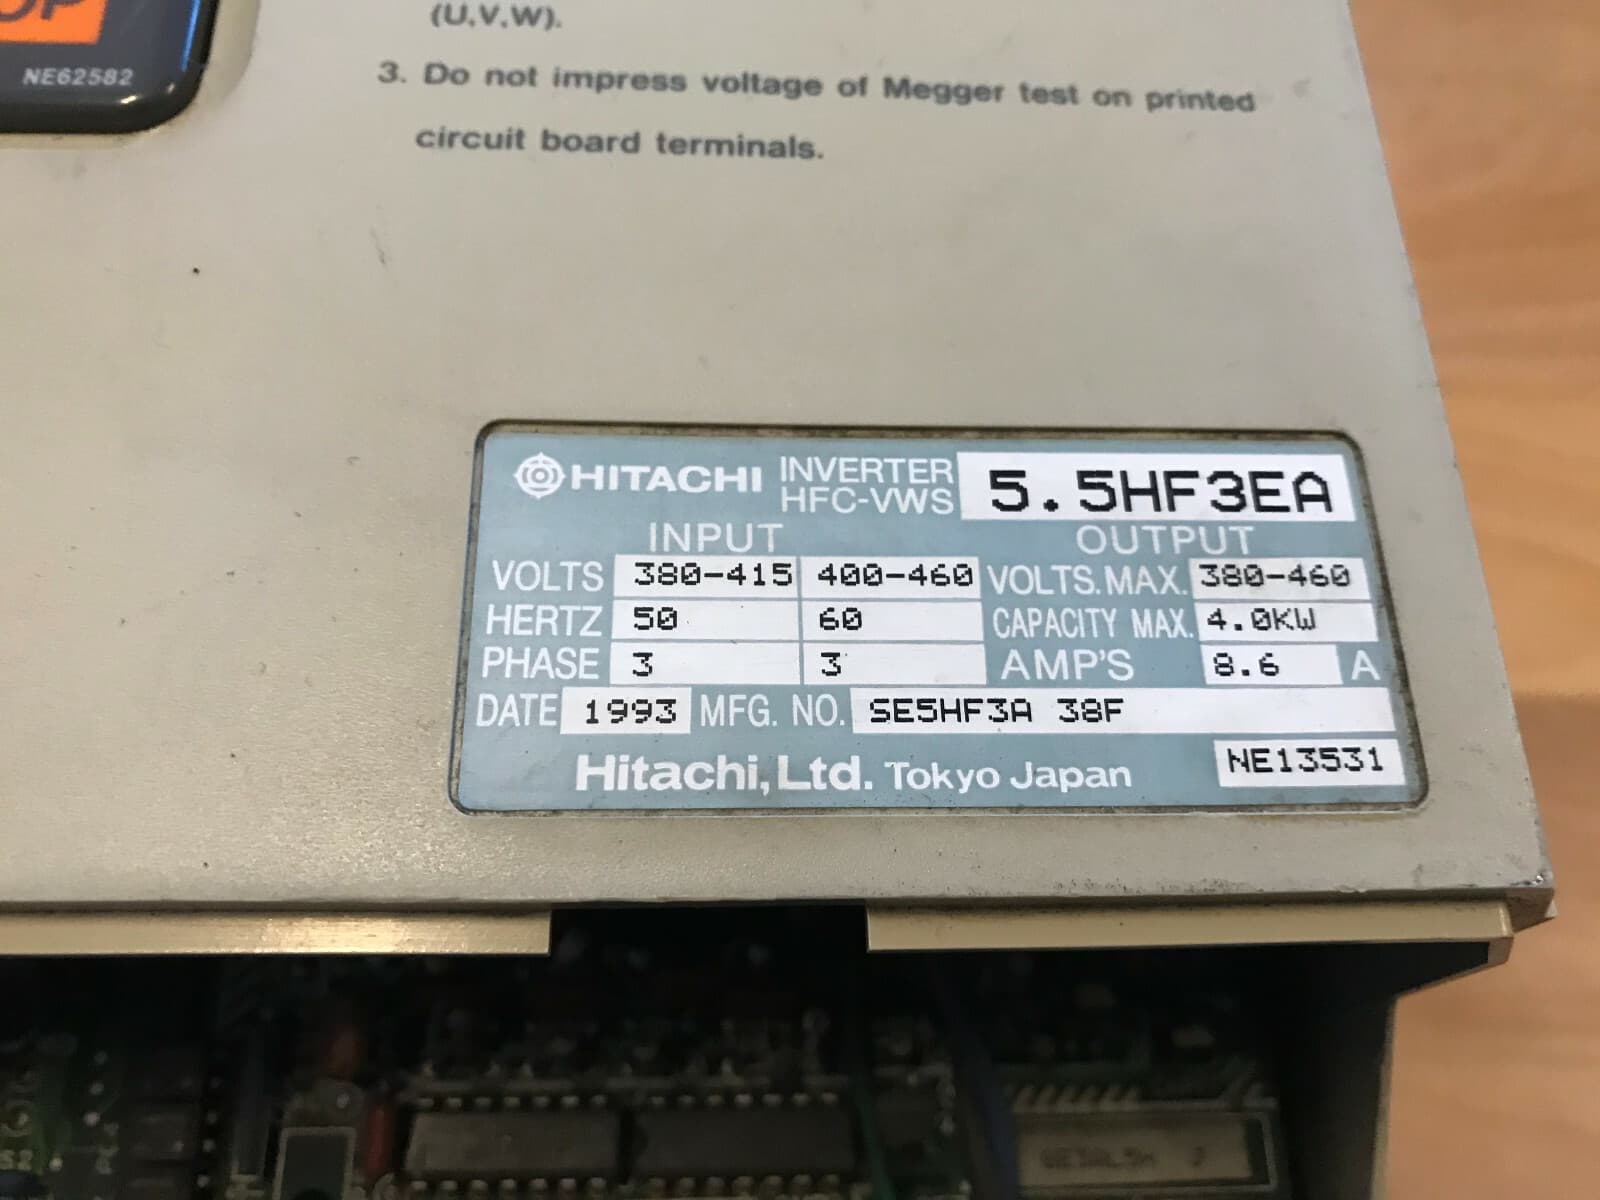 OP
NE62582
(U,V,W).
3. Do not impress voltage of Megger test on printed
circuit board terminals.
HITACHI INVERTER HFC-VWS 5.5HF3EA
INPUT OUTPUT
VOLTS 380-415 400-460 VOLTS.MAX. 380-460
HERTZ 50 60 CAPACITY MAX. 4.0KW
PHASE 3 3 AMP'S 8.6 A
DATE 1993 MFG. NO. SE5HF3A 38F
Hitachi, Ltd. Tokyo Japan NE13531